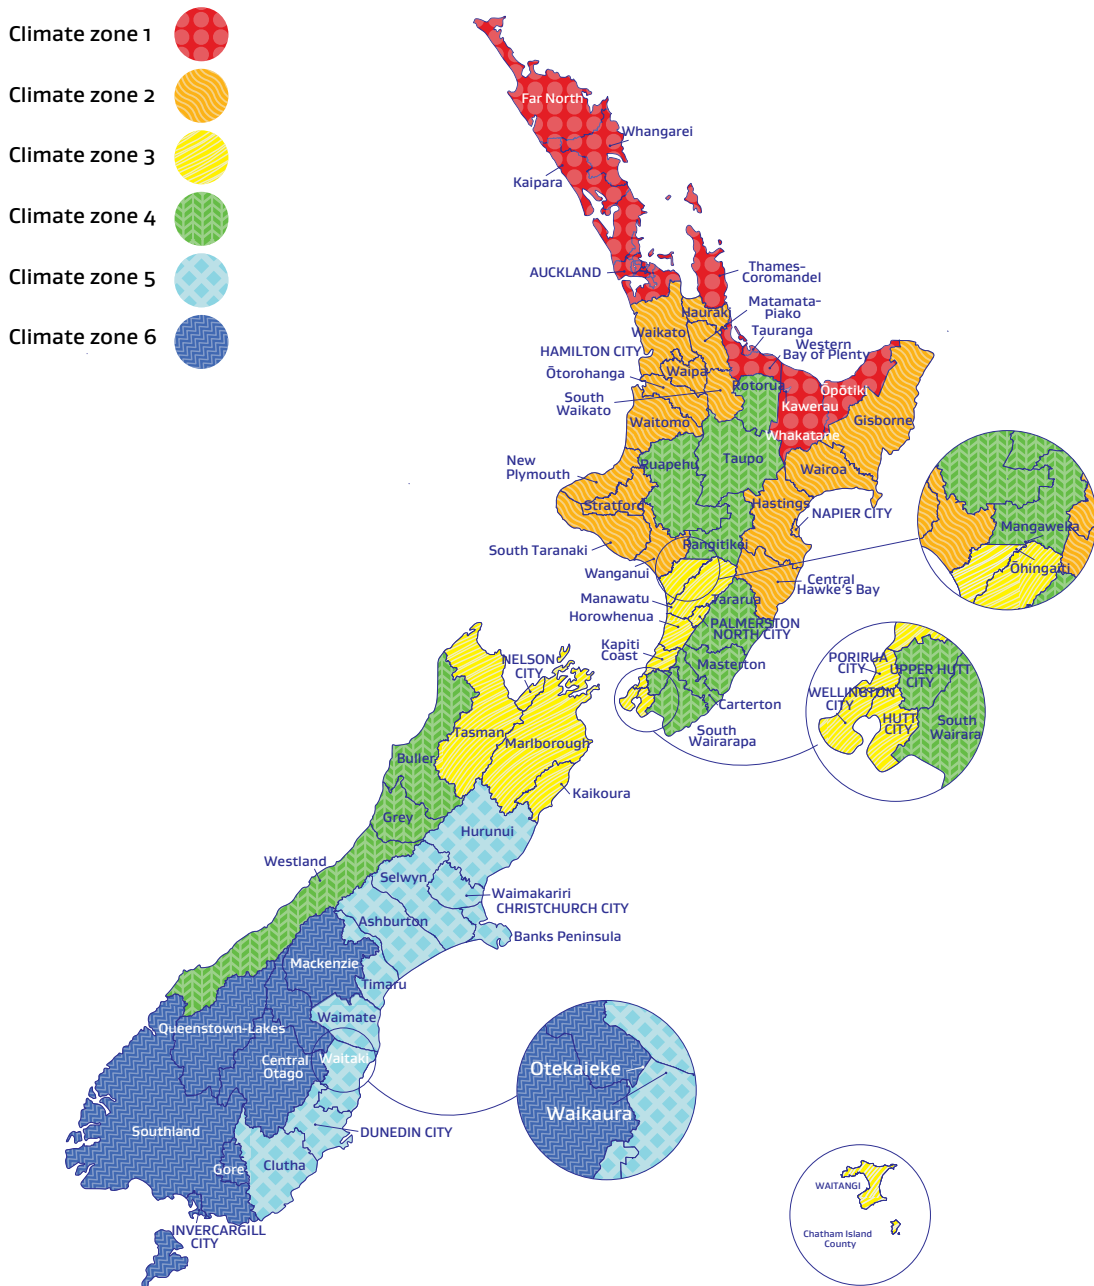 Climate zone 1
Climate zone 2
Climate zone 3
Climate zone 4
Climate zone 5
Climate zone 6
Far North
Whangarei
Kaipara
AUCKLAND
Thames-
Coromandel
Hauraki
Matamata-
Piako
Waikato
Tauranga
Western
Bay of Plenty
HAMILTON CITY
Waipa
Ōtorohanga
Rotorua
Ōpōtiki
South
Waikato
Kawerau
Waitomo
Gisborne
Whakatane
New
Plymouth
Ruapehu
Taupo
Wairoa
Stratford
Hastings
NAPIER CITY
South Taranaki
Rangitikei
Wanganui
Central
Hawke's Bay
Manawatu
Tararua
Horowhenua
PALMERSTON
NORTH CITY
Kapiti
Coast
Masterton
Carterton
South
Wairarapa
Mangaweka
Ōhingaiti
PORIRUA
CITY
UPPER HUTT
CITY
WELLINGTON
CITY
HUTT
CITY
South
Wairara
NELSON
CITY
Tasman
Marlborough
Buller
Kaikoura
Grey
Hurunui
Westland
Selwyn
Waimakariri
CHRISTCHURCH CITY
Ashburton
Banks Peninsula
Mackenzie
Timaru
Waimate
Queenstown-Lakes
Central
Otago
Waitaki
Otekaieke
Waikaura
Southland
DUNEDIN CITY
Gore
Clutha
INVERCARGILL
CITY
WAITANGI
Chatham Island
County